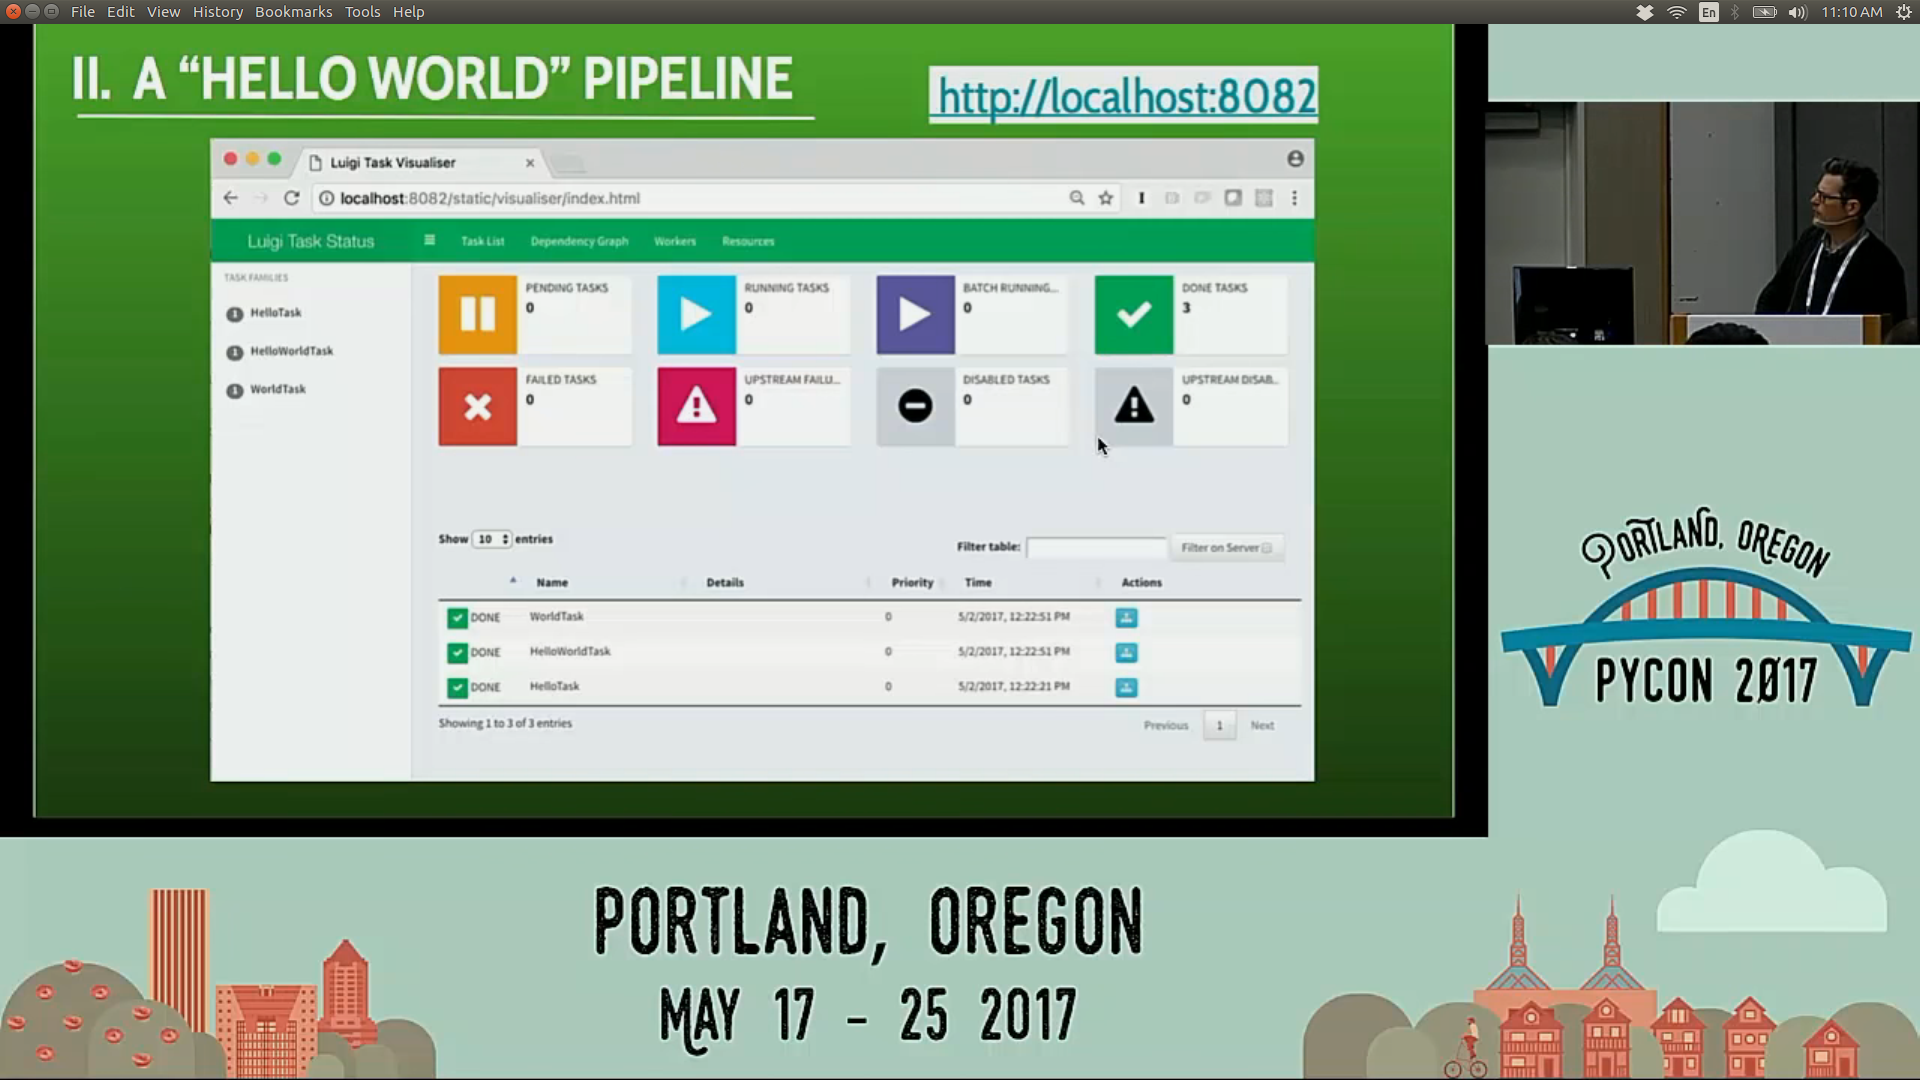 File Edit View History Bookmarks Tools Help
En
11:10 AM
II. A “HELLO WORLD” PIPELINE
http://localhost:8082
Luigi Task Visualiser
localhost:8082/static/visualiser/index.html
Luigi Task Status
Task List Dependency Graph Workers Resources
TASK FAMILIES
1 HelloTask
1 HelloWorldTask
1 WorldTask
PENDING TASKS
0
RUNNING TASKS
0
BATCH RUNNING...
0
DONE TASKS
3
FAILED TASKS
0
UPSTREAM FAILU...
0
DISABLED TASKS
0
UPSTREAM DISAB...
0
Show 10 entries
Filter table: Filter on Server
Name Details Priority Time Actions
DONE WorldTask 0 5/2/2017, 12:22:51 PM
DONE HelloWorldTask 0 5/2/2017, 12:22:51 PM
DONE HelloTask 0 5/2/2017, 12:22:21 PM
Showing 1 to 3 of 3 entries
Previous 1 Next
PORTLAND, OREGON
PYCON 2017
PORTLAND, OREGON
MAY 17 - 25 2017